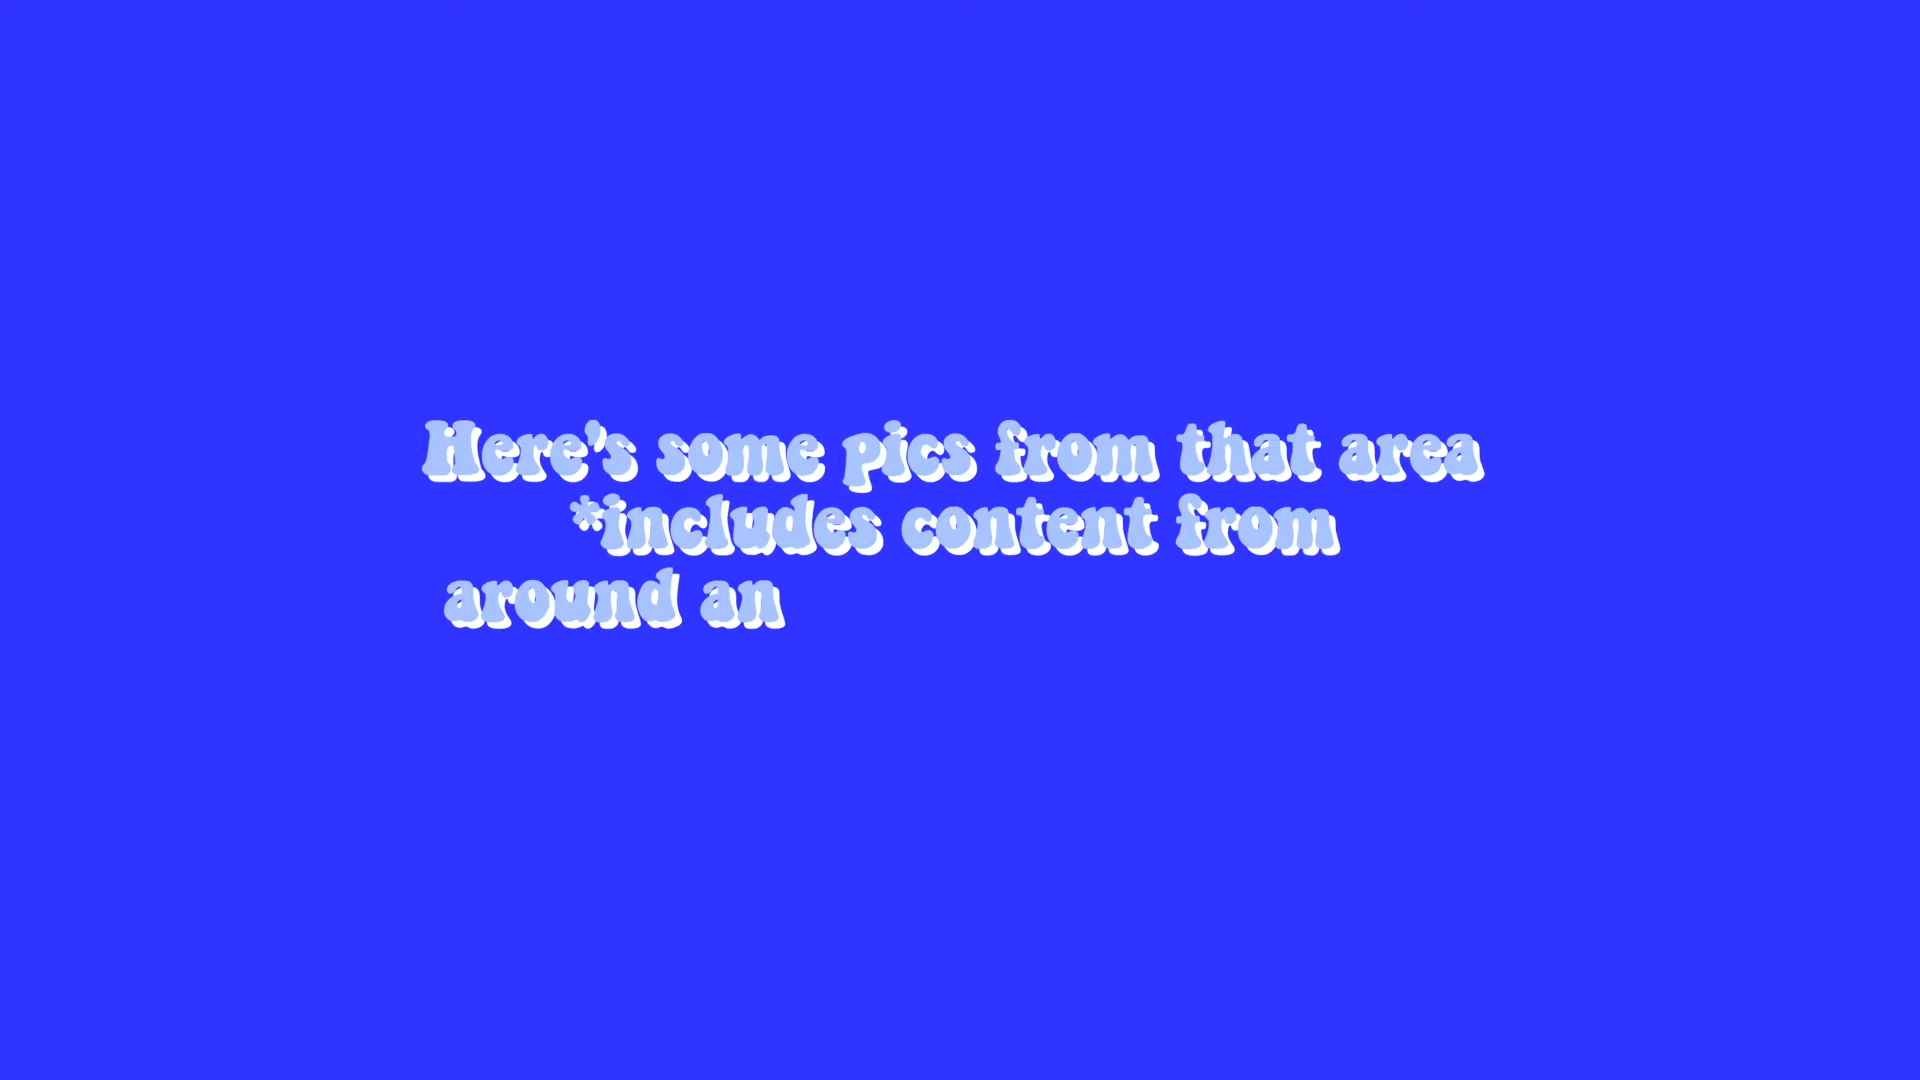 Here's some pics from that area
*includes content from
around an